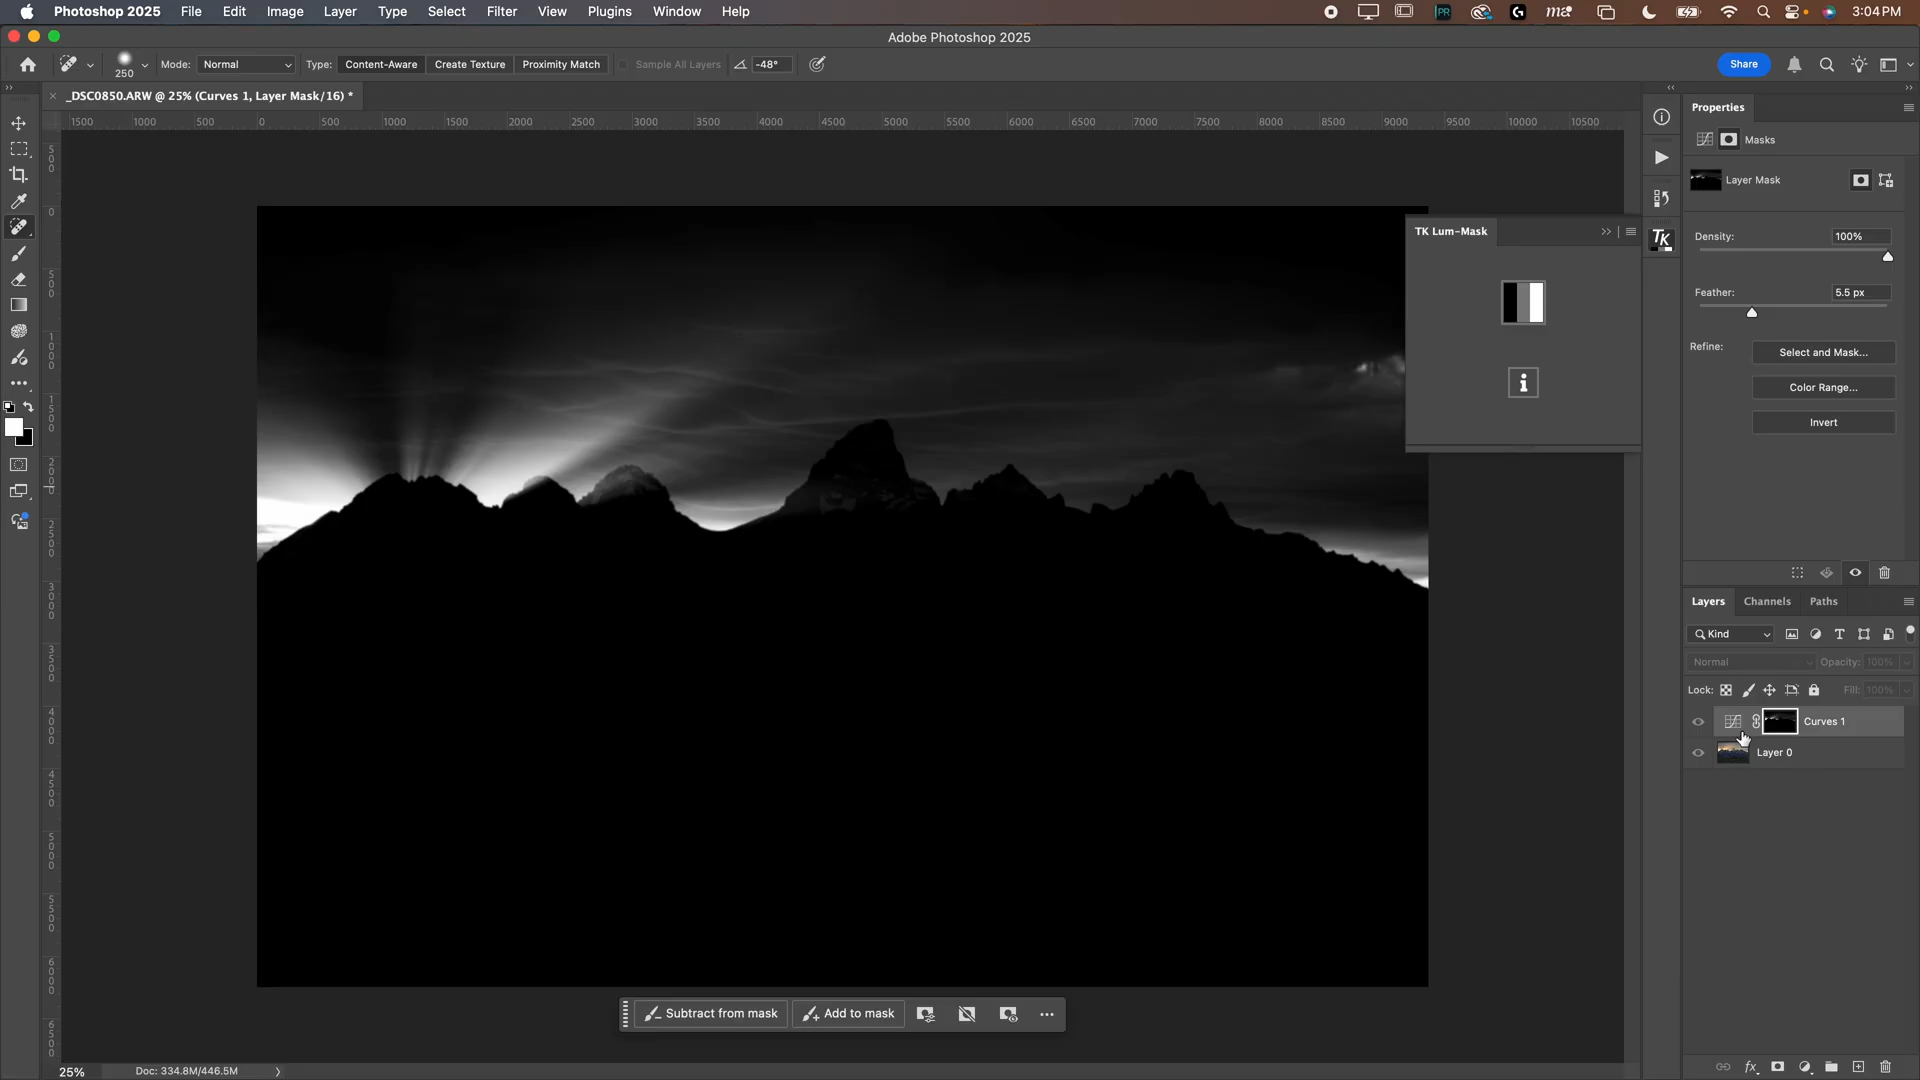 Photoshop 2025 File Edit Image Layer Type Select Filter View Plugins Window Help 3:04 PM
Adobe Photoshop 2025
250 Mode: Normal Type: Content-Aware Create Texture Proximity Match Sample All Layers -48° Share
_DSC0850.ARW @ 25% (Curves 1, Layer Mask/16) *
1500 1000 500 0 500 1000 1500 2000 2500 3000 3500 4000 4500 5000 5500 6000 6500 7000 7500 8000 8500 9000 9500 10000 10500
500
0
500
1000
1500
2000
2500
3000
3500
4000
4500
5000
5500
6000
6500
TK Lum-Mask
TK
Properties
Masks
Layer Mask
Density: 100%
Feather: 5.5 px
Refine: Select and Mask...
Color Range...
Invert
Layers Channels Paths
Kind
Normal Opacity: 100%
Lock: Fill: 100%
Curves 1
Layer 0
fx
Subtract from mask Add to mask
25% Doc: 334.8M/446.5M